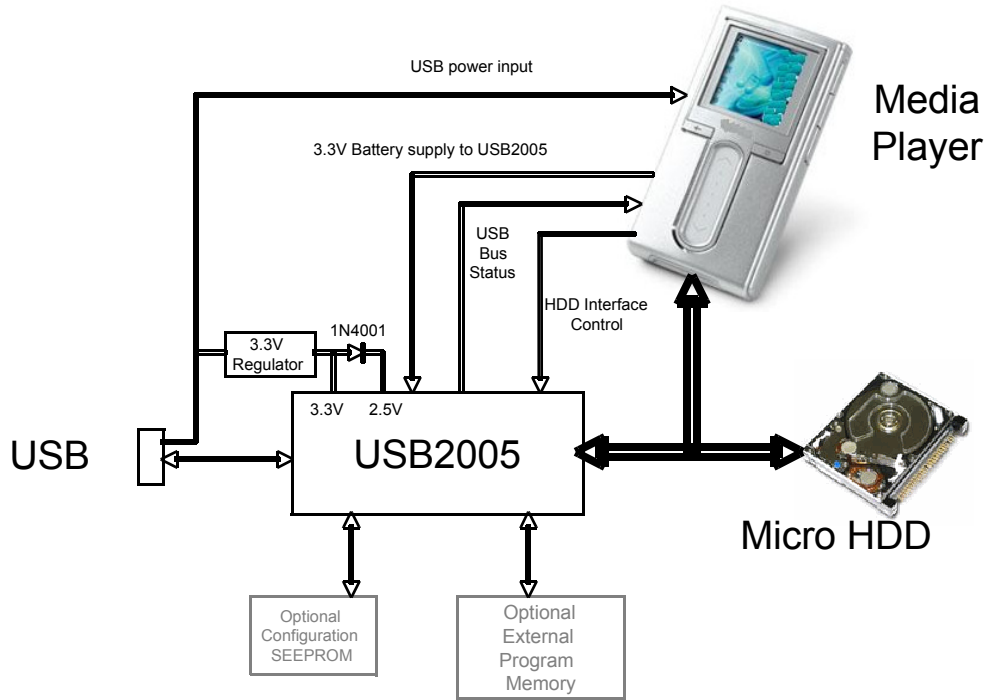 USB power input
Media
Player
3.3V Battery supply to USB2005
USB
Bus
Status
HDD Interface
Control
1N4001
3.3V
Regulator
3.3V
2.5V
USB
USB2005
Micro HDD
Optional
Configuration
SEEPROM
Optional
External
Program
Memory